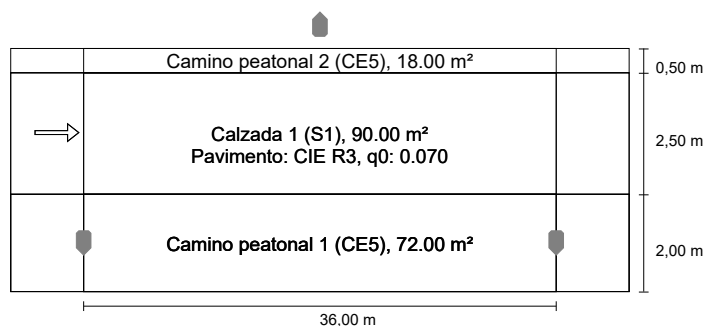 Camino peatonal 2 (CE5), 18.00 m²
0,50 m
Calzada 1 (S1), 90.00 m²
Pavimento: CIE R3, q0: 0.070
2,50 m
Camino peatonal 1 (CE5), 72.00 m²
2,00 m
36,00 m